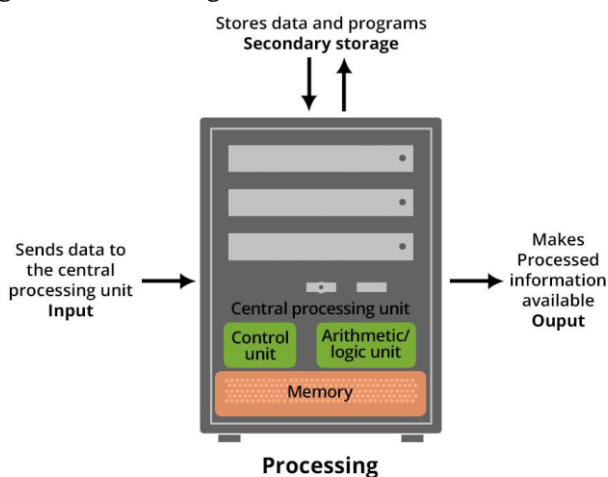 Stores data and programs
Secondary storage
Sends data to
the central
processing unit
Input
Makes
Processed
information
available
Ouput
Central processing unit
Control
unit
Arithmetic/
logic unit
Memory
Processing